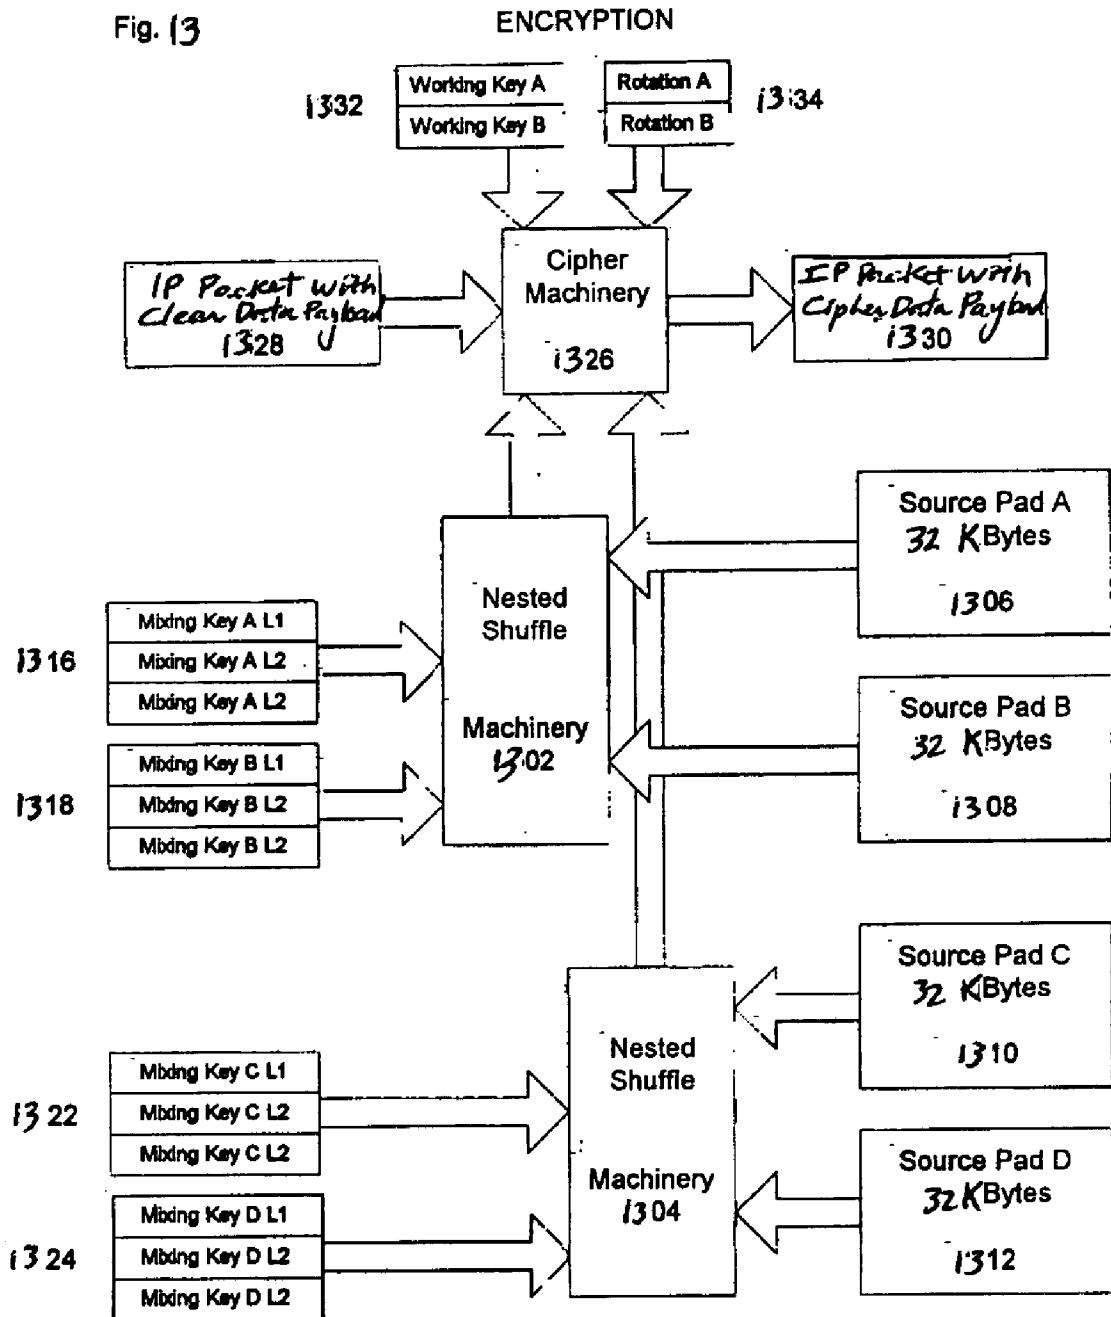 Fig. 13
ENCRYPTION
1332
Working Key A
Working Key B
Rotation A
Rotation B
1334
IP Packet with
Clear Data Payload
1328
Cipher
Machinery
1326
IP Packet with
Cipher Data Payload
1330
Source Pad A
32 KBytes
1306
Nested
Shuffle
Machinery
1302
1316
Mixing Key A L1
Mixing Key A L2
Mixing Key A L2
Source Pad B
32 KBytes
1308
1318
Mixing Key B L1
Mixing Key B L2
Mixing Key B L2
Source Pad C
32 KBytes
1310
Nested
Shuffle
Machinery
1304
1322
Mixing Key C L1
Mixing Key C L2
Mixing Key C L2
Source Pad D
32 KBytes
1312
1324
Mixing Key D L1
Mixing Key D L2
Mixing Key D L2